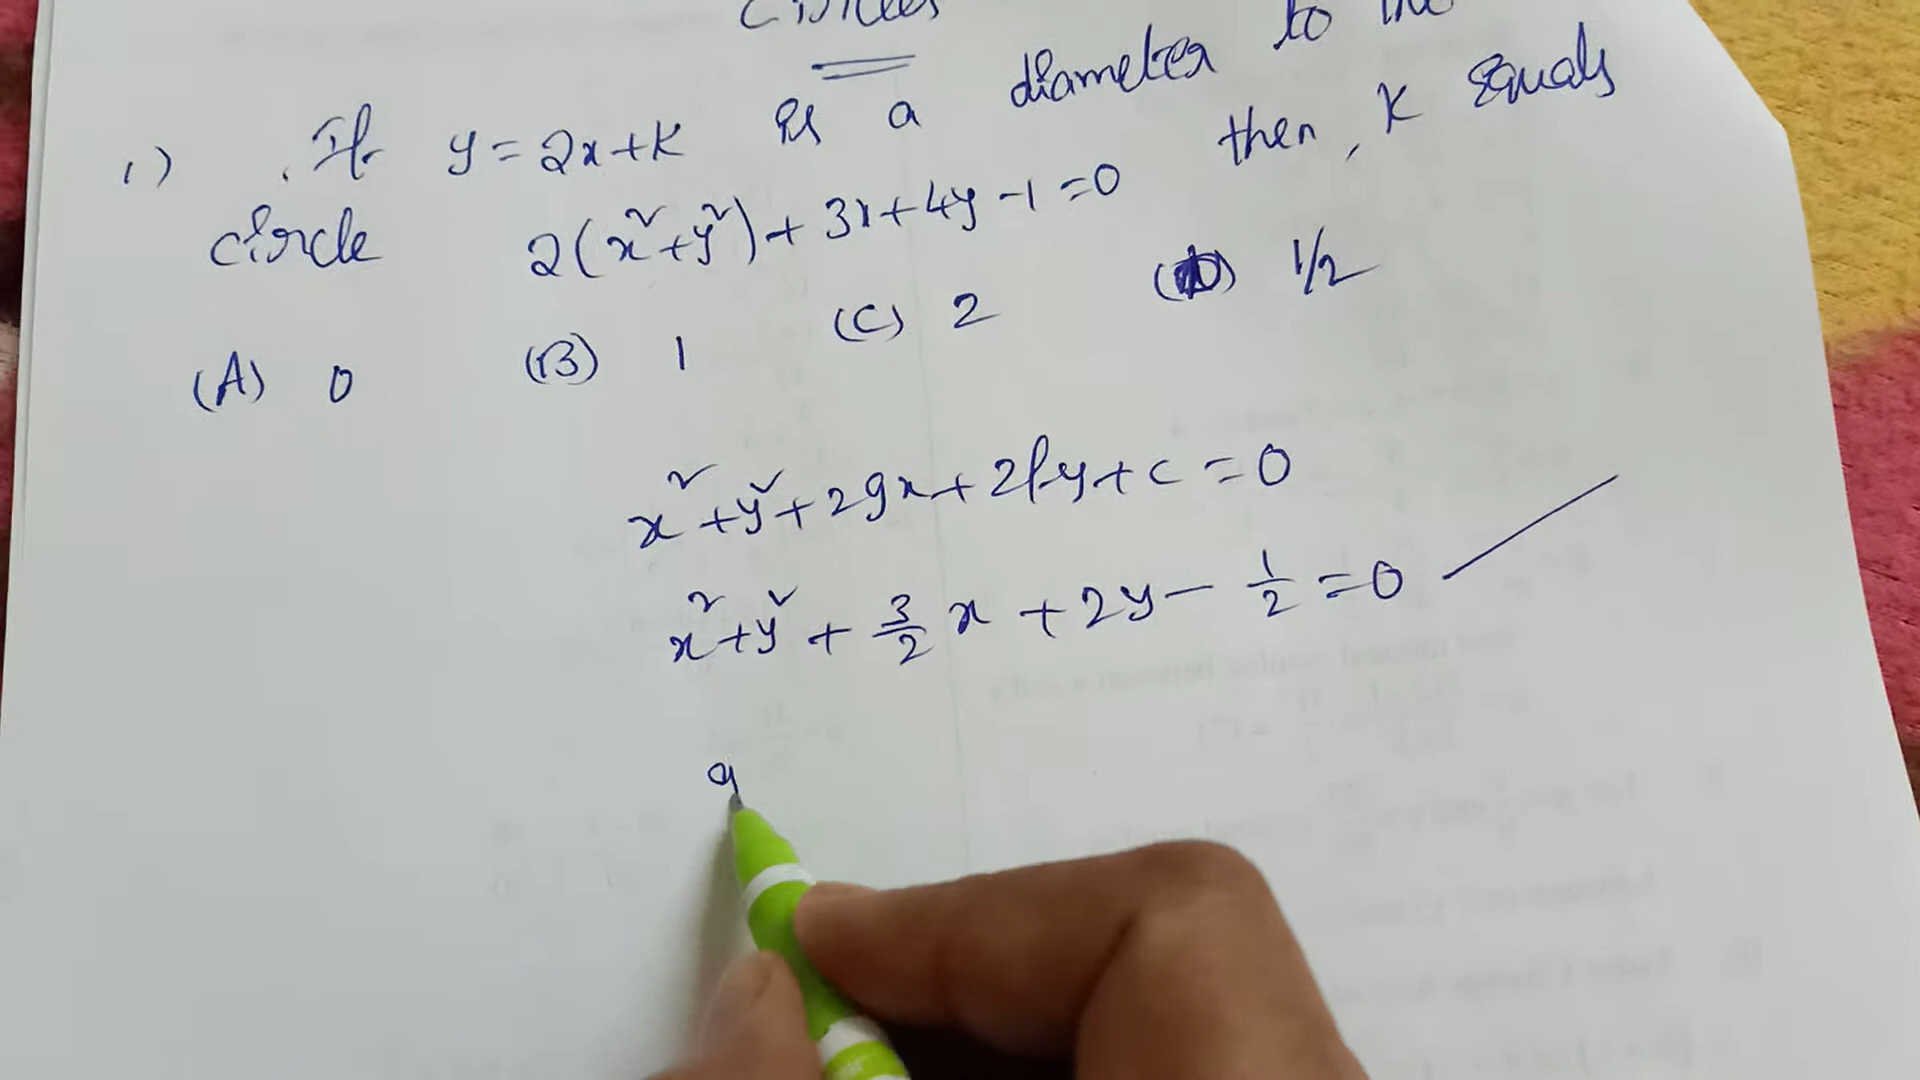 Circles
1) . If y = 2x+k is a diameter to the
circle 2(x²+y²)+3x+4y-1=0 then, k equals
(A) 0 (B) 1 (C) 2 (D) 1/2
x²+y²+2gx+2fy+c=0
x²+y²+3/2 x+2y-1/2=0